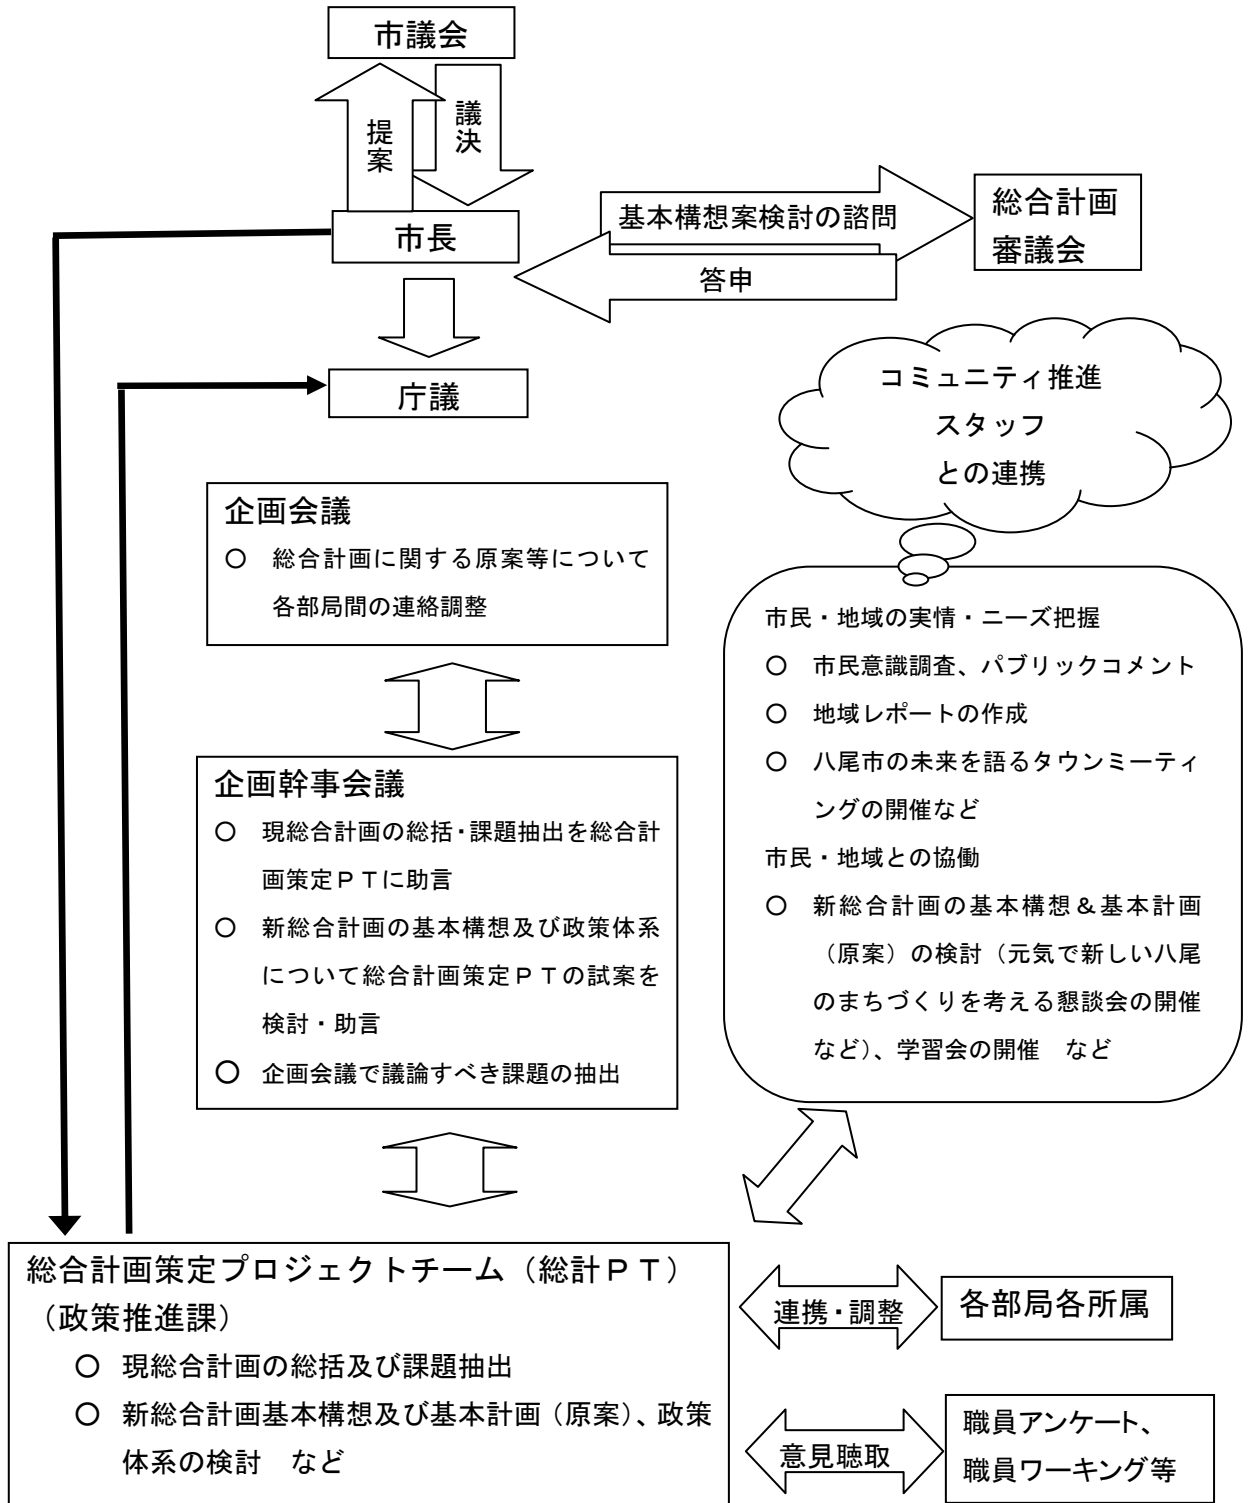 市議会
提案
議決
市長
基本構想案検討の諮問
答申
総合計画
審議会
庁議
コミュニティ推進
スタッフ
との連携
企画会議
○ 総合計画に関する原案等について
各部局間の連絡調整
企画幹事会議
○ 現総合計画の総括・課題抽出を総合計
画策定ＰＴに助言
○ 新総合計画の基本構想及び政策体系
について総合計画策定ＰＴの試案を
検討・助言
○ 企画会議で議論すべき課題の抽出
市民・地域の実情・ニーズ把握
○ 市民意識調査、パブリックコメント
○ 地域レポートの作成
○ 八尾市の未来を語るタウンミーティ
ングの開催など
市民・地域との協働
○ 新総合計画の基本構想＆基本計画
（原案）の検討（元気で新しい八尾
のまちづくりを考える懇談会の開催
など）、学習会の開催　など
総合計画策定プロジェクトチーム（総計ＰＴ）
（政策推進課）
○ 現総合計画の総括及び課題抽出
○ 新総合計画基本構想及び基本計画（原案）、政策
体系の検討　など
連携・調整
各部局各所属
意見聴取
職員アンケート、
職員ワーキング等